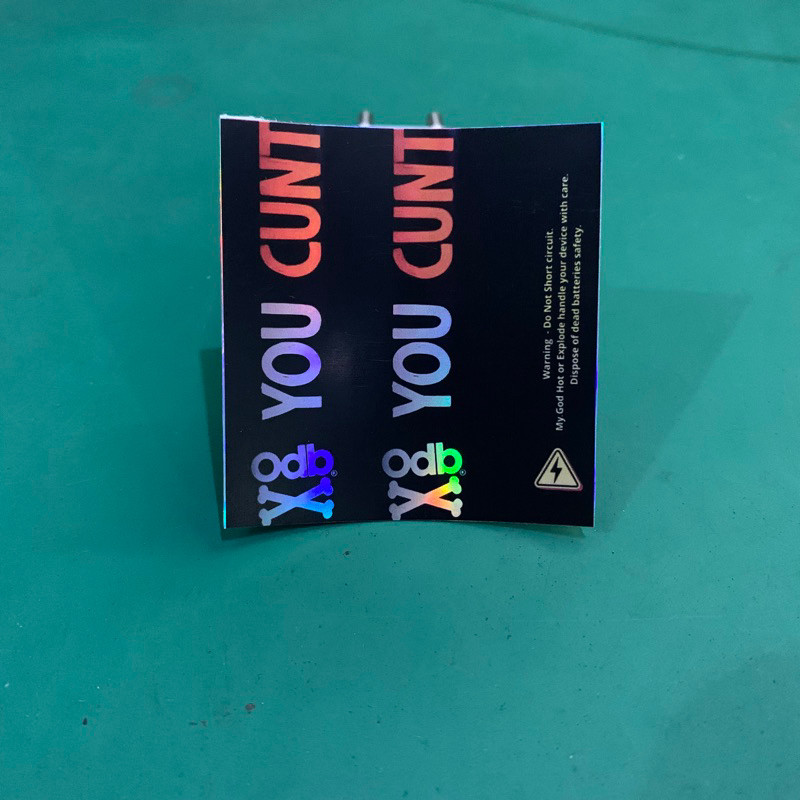 odb
X
YOU CUNT
odb
X
YOU CUNT
Warning - Do Not Short circuit.
My God Hot or Explode handle your device with care.
Dispose of dead batteries safety.